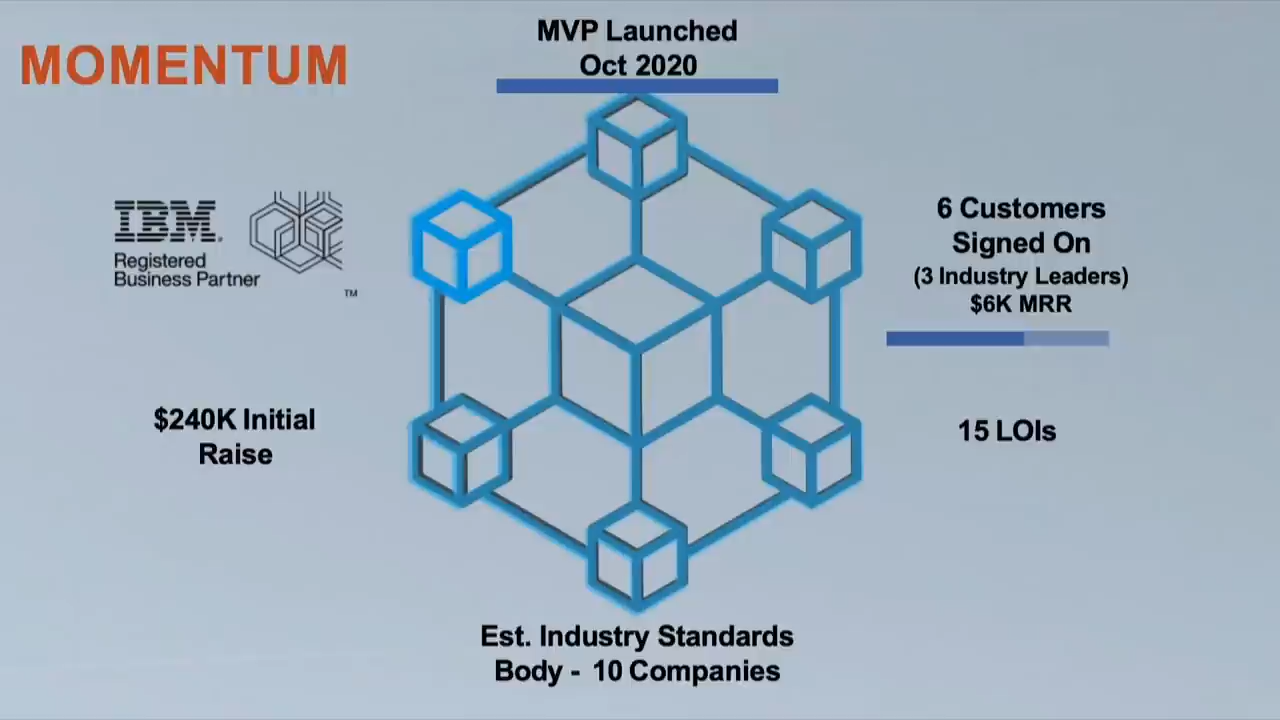 MOMENTUM
MVP Launched
Oct 2020
IBM.
Registered
Business Partner
TM
6 Customers
Signed On
(3 Industry Leaders)
$6K MRR
$240K Initial
Raise
15 LOIs
Est. Industry Standards
Body - 10 Companies